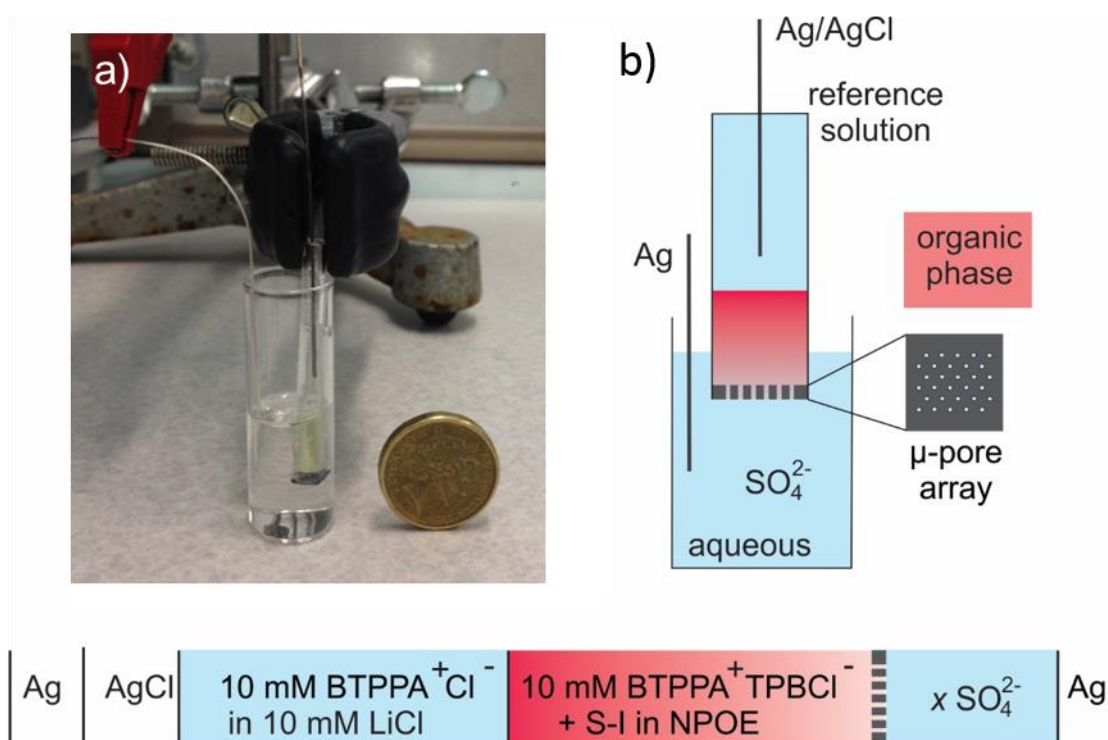 a)
b)
Ag/AgCl
reference
solution
Ag
organic
phase
μ-pore
array
SO₄²⁻
aqueous
Ag
AgCl
10 mM BTPPA⁺Cl⁻
in 10 mM LiCl
10 mM BTPPA⁺TPBCl⁻
+ S-I in NPOE
x SO₄²⁻
Ag